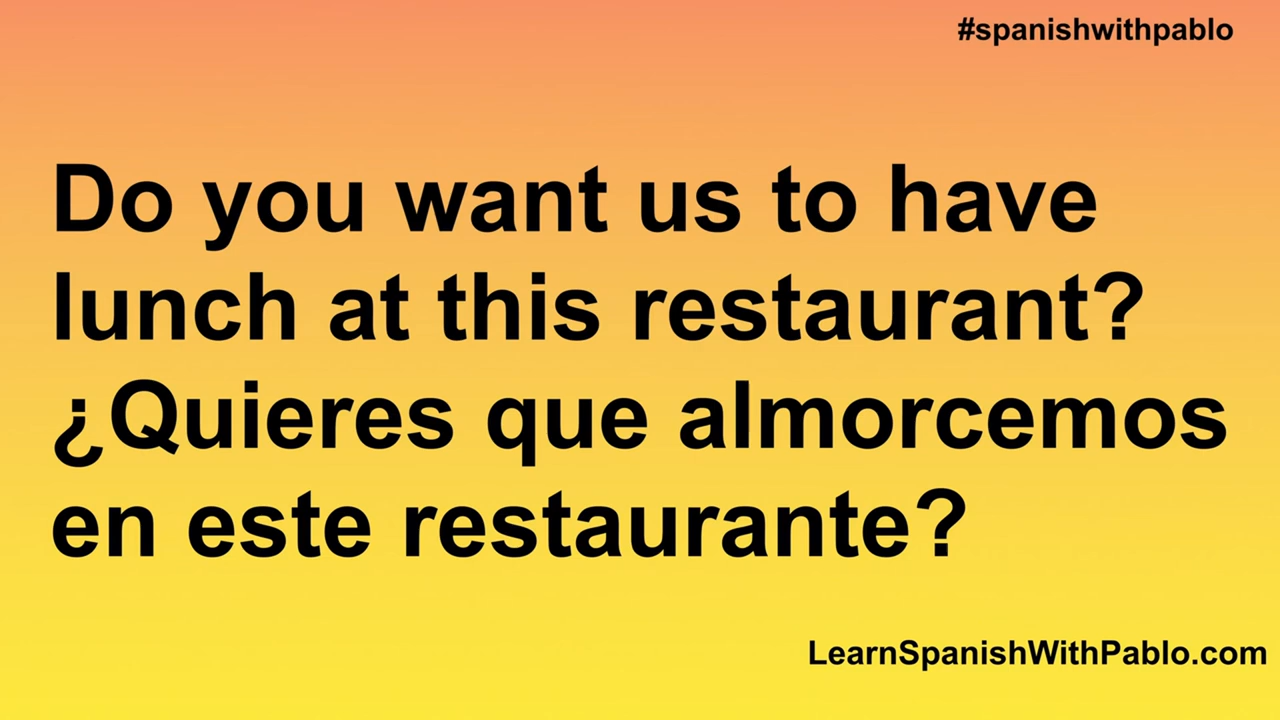 #spanishwithpablo
Do you want us to have
lunch at this restaurant?
¿Quieres que almorcemos
en este restaurante?
LearnSpanishWithPablo.com